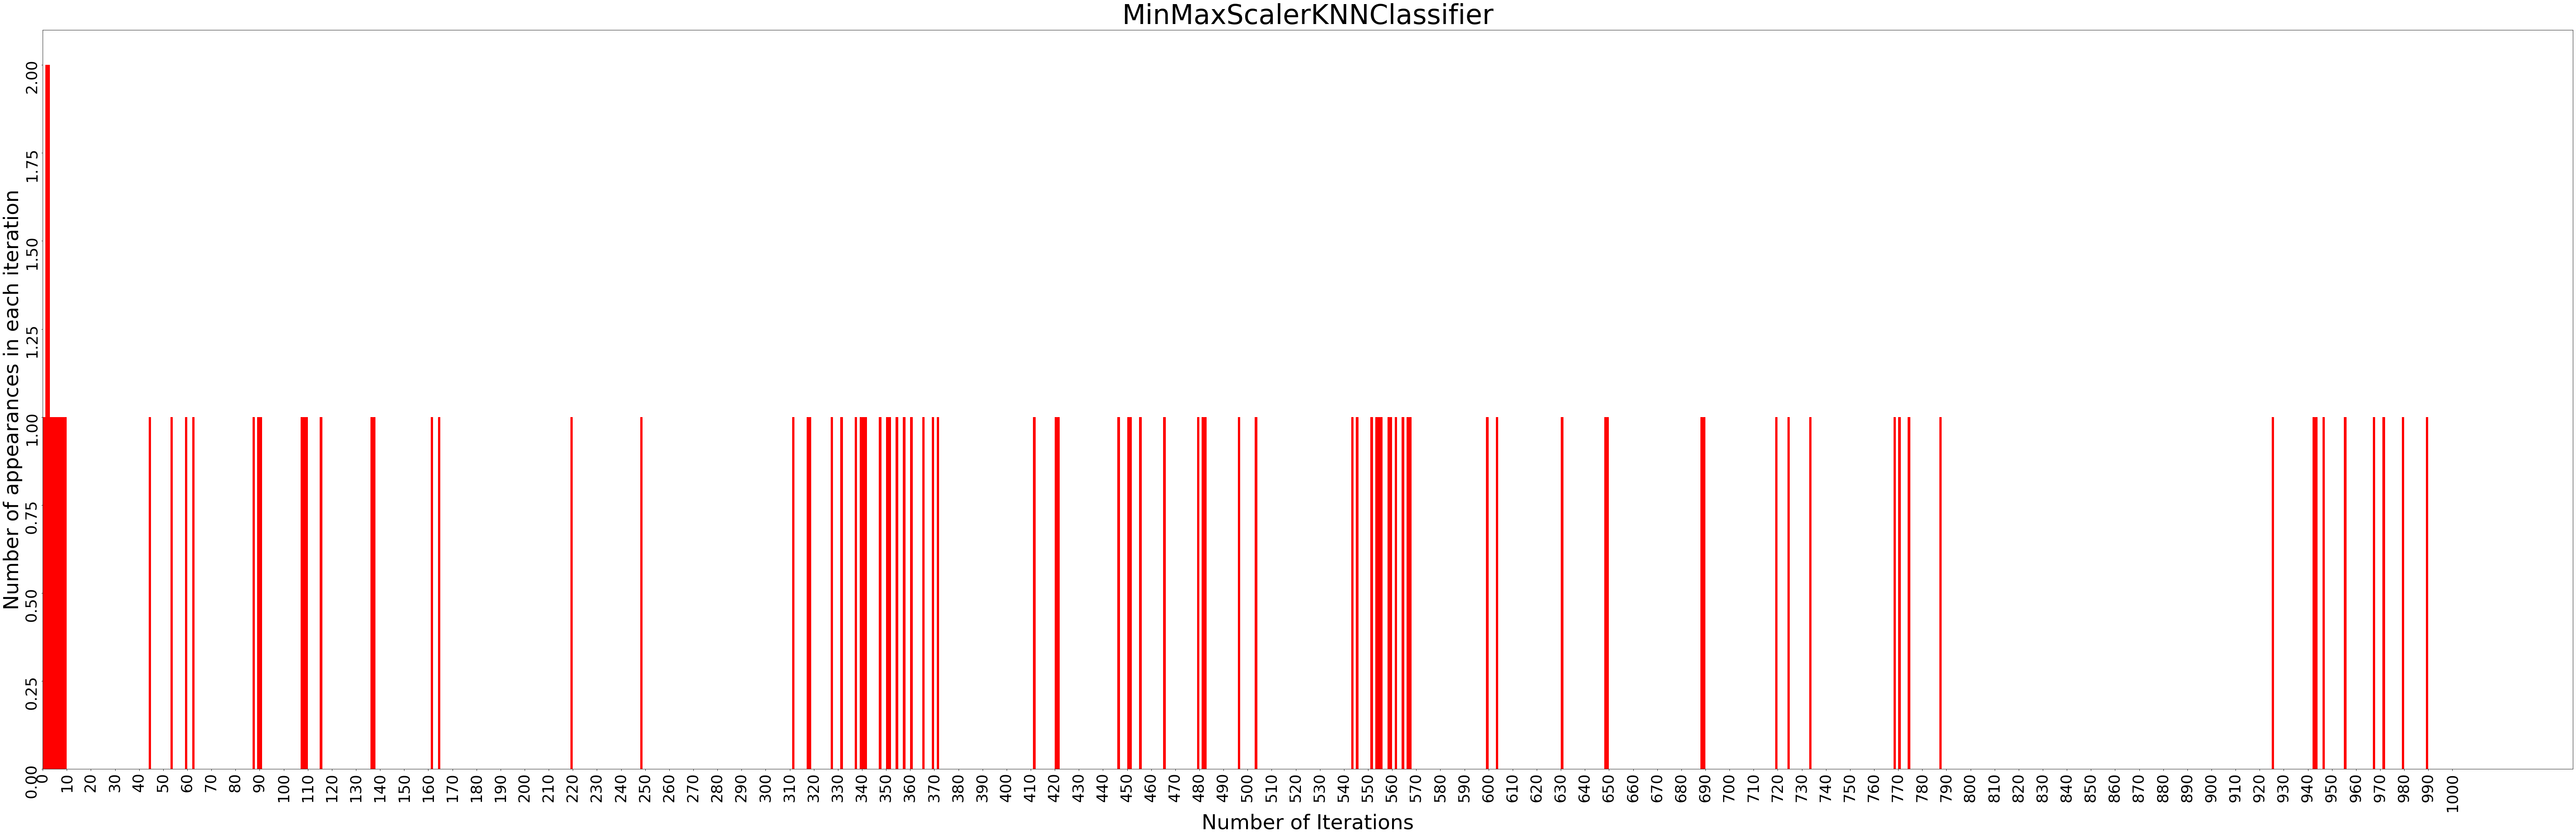 MinMaxScalerKNNClassifier
Number of appearances in each iteration
2.00
1.75
1.50
1.25
1.00
0.75
0.50
0.25
0.00
0 10 20 30 40 50 60 70 80 90 100 110 120 130 140 150 160 170 180 190 200 210 220 230 240 250 260 270 280 290 300 310 320 330 340 350 360 370 380 390 400 410 420 430 440 450 460 470 480 490 500 510 520 530 540 550 560 570 580 590 600 610 620 630 640 650 660 670 680 690 700 710 720 730 740 750 760 770 780 790 800 810 820 830 840 850 860 870 880 890 900 910 920 930 940 950 960 970 980 990 1000
Number of Iterations